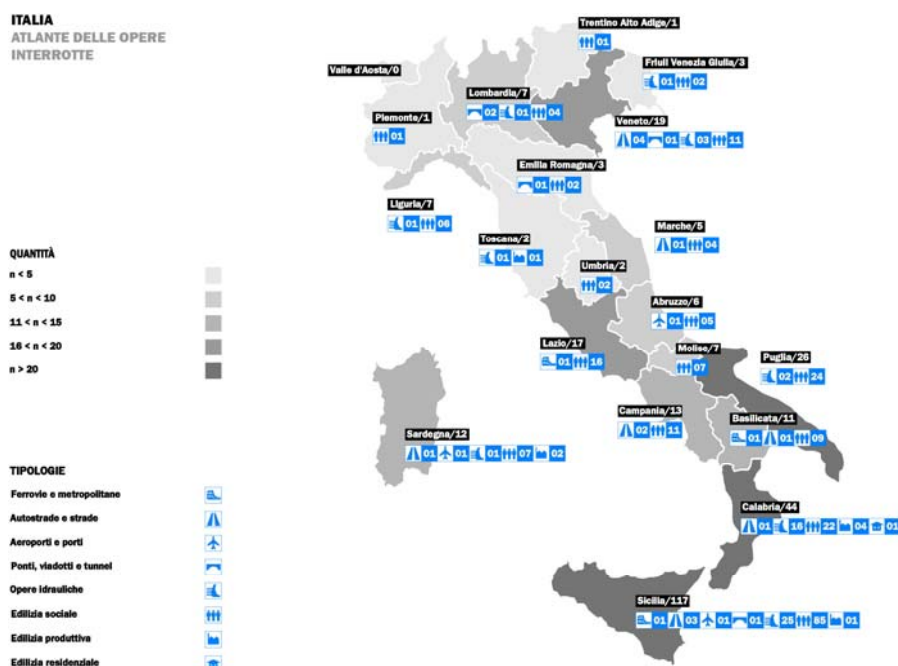 ITALIA
ATLANTE DELLE OPERE
INTERROTTE
Trentino Alto Adige/1
01
Friuli Venezia Giulia/3
01 02
Valle d'Aosta/0
Lombardia/7
02 01 04
Piemonte/1
01
Veneto/19
04 01 03 11
Emilia Romagna/3
01 02
Liguria/7
01 06
Marche/5
01 04
Toscana/2
01 01
Umbria/2
02
Abruzzo/6
01 05
Lazio/17
01 16
Molise/7
07
Puglia/26
02 24
Campania/13
02 11
Basilicata/11
01 01 09
Sardegna/12
01 01 01 07 02
Calabria/44
01 16 22 04 01
Sicilia/117
01 03 01 01 25 85 01
QUANTITÀ
n < 5
5 < n < 10
11 < n < 15
16 < n < 20
n > 20
TIPOLOGIE
Ferrovie e metropolitane
Autostrade e strade
Aeroporti e porti
Ponti, viadotti e tunnel
Opere idrauliche
Edilizia sociale
Edilizia produttiva
Edilizia residenziale